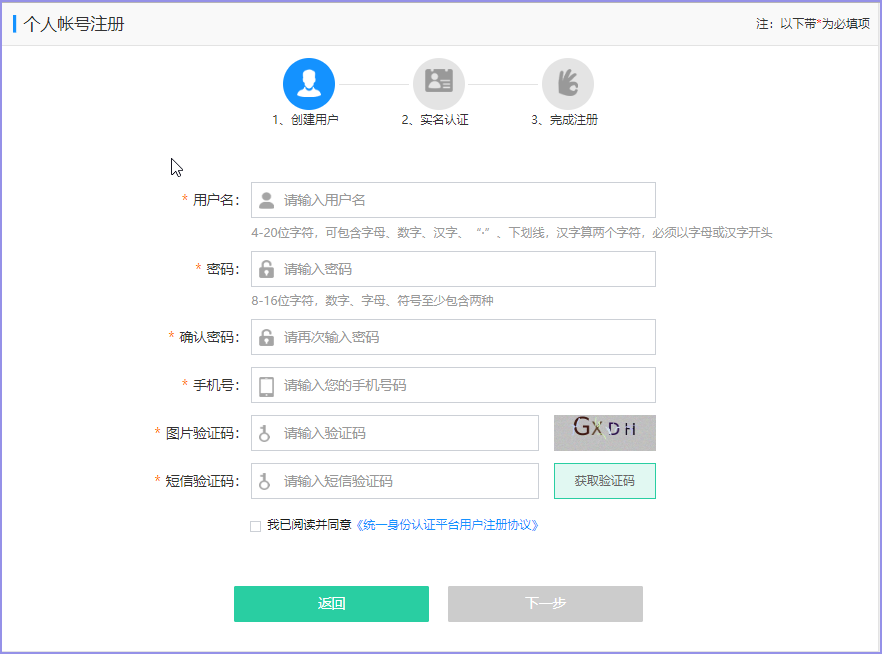 个人帐号注册
注：以下带*为必填项
1、创建用户
2、实名认证
3、完成注册
* 用户名：
请输入用户名
4-20位字符，可包含字母、数字、汉字、“·”、下划线，汉字算两个字符，必须以字母或汉字开头
* 密码：
请输入密码
8-16位字符，数字、字母、符号至少包含两种
* 确认密码：
请再次输入密码
* 手机号：
请输入您的手机号码
* 图片验证码：
请输入验证码
GXDH
* 短信验证码：
请输入短信验证码
获取验证码
我已阅读并同意《统一身份认证平台用户注册协议》
返回
下一步